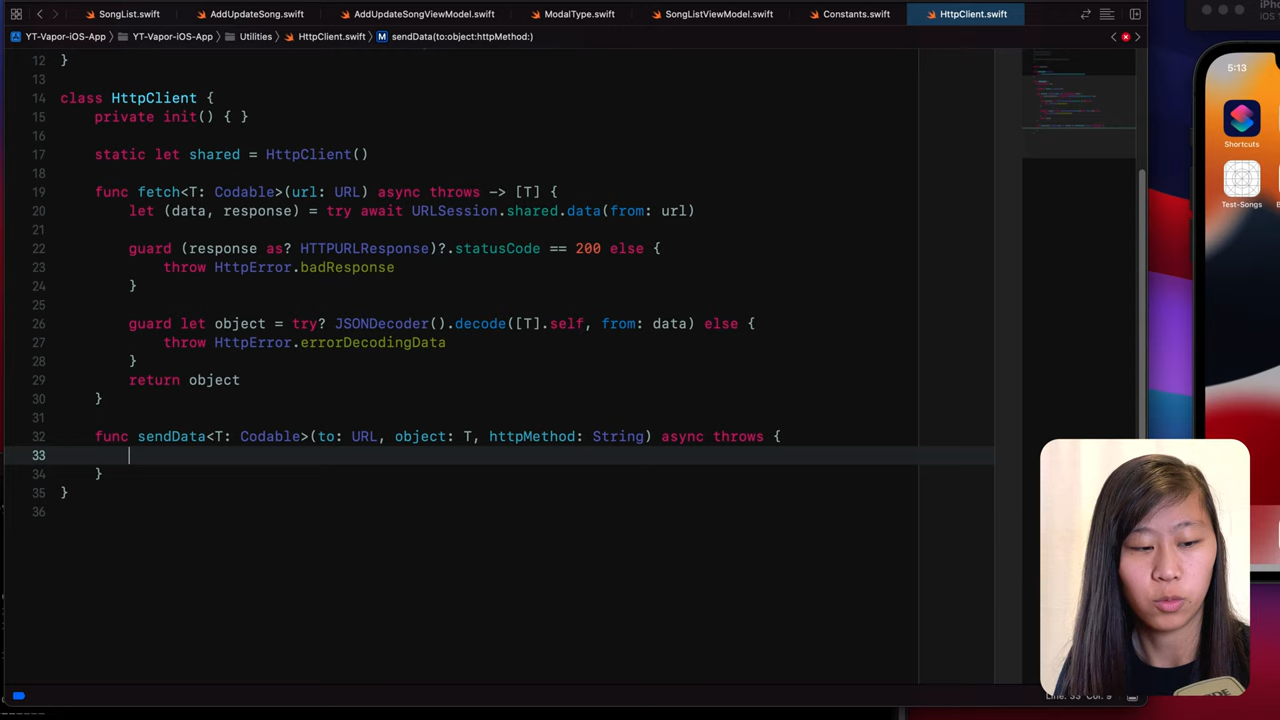 SongList.swift AddUpdateSong.swift AddUpdateSongViewModel.swift ModalType.swift SongListViewModel.swift Constants.swift HttpClient.swift
YT-Vapor-iOS-App YT-Vapor-iOS-App Utilities HttpClient.swift M sendData(to:object:httpMethod:)
12 }
13
14 class HttpClient {
15 private init() { }
16
17 static let shared = HttpClient()
18
19 func fetch<T: Codable>(url: URL) async throws -> [T] {
20 let (data, response) = try await URLSession.shared.data(from: url)
21
22 guard (response as? HTTPURLResponse)?.statusCode == 200 else {
23 throw HttpError.badResponse
24 }
25
26 guard let object = try? JSONDecoder().decode([T].self, from: data) else {
27 throw HttpError.errorDecodingData
28 }
29 return object
30 }
31
32 func sendData<T: Codable>(to: URL, object: T, httpMethod: String) async throws {
33
34 }
35 }
36
5:13
Shortcuts
Test-Songs
Line: 33 Col: 9